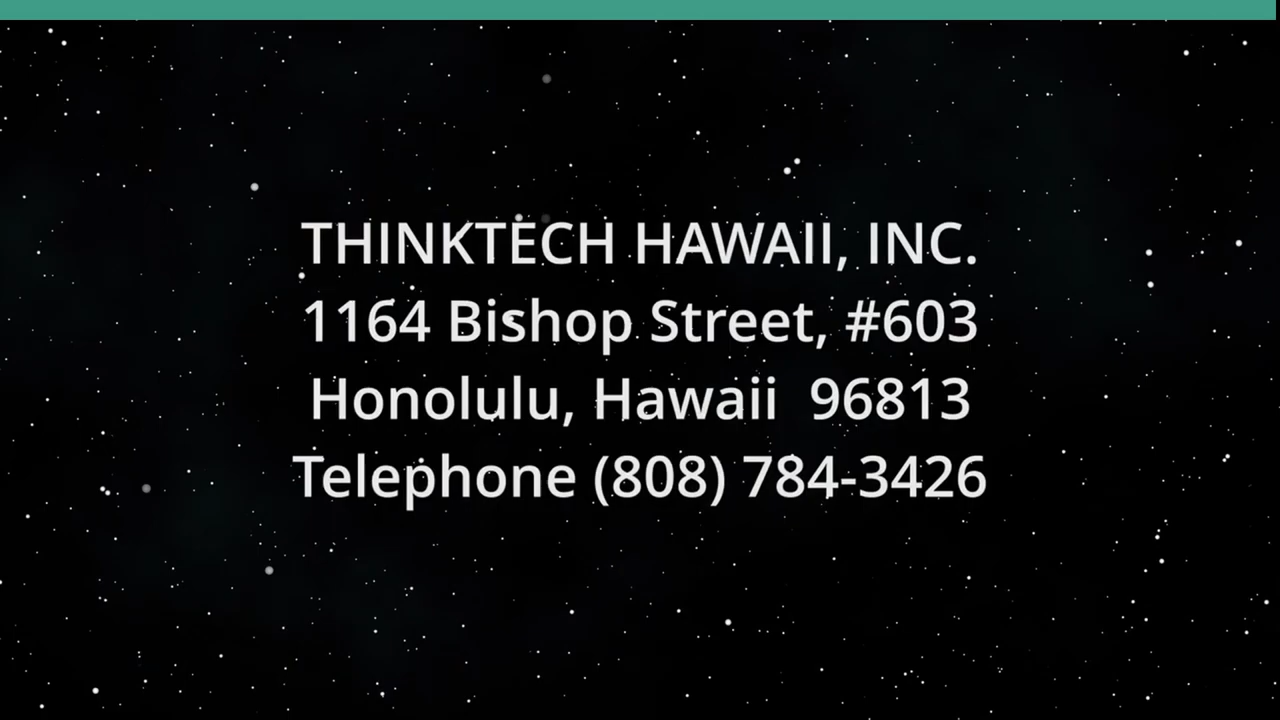 THINKTECH HAWAII, INC.
1164 Bishop Street, #603
Honolulu, Hawaii  96813
Telephone (808) 784-3426